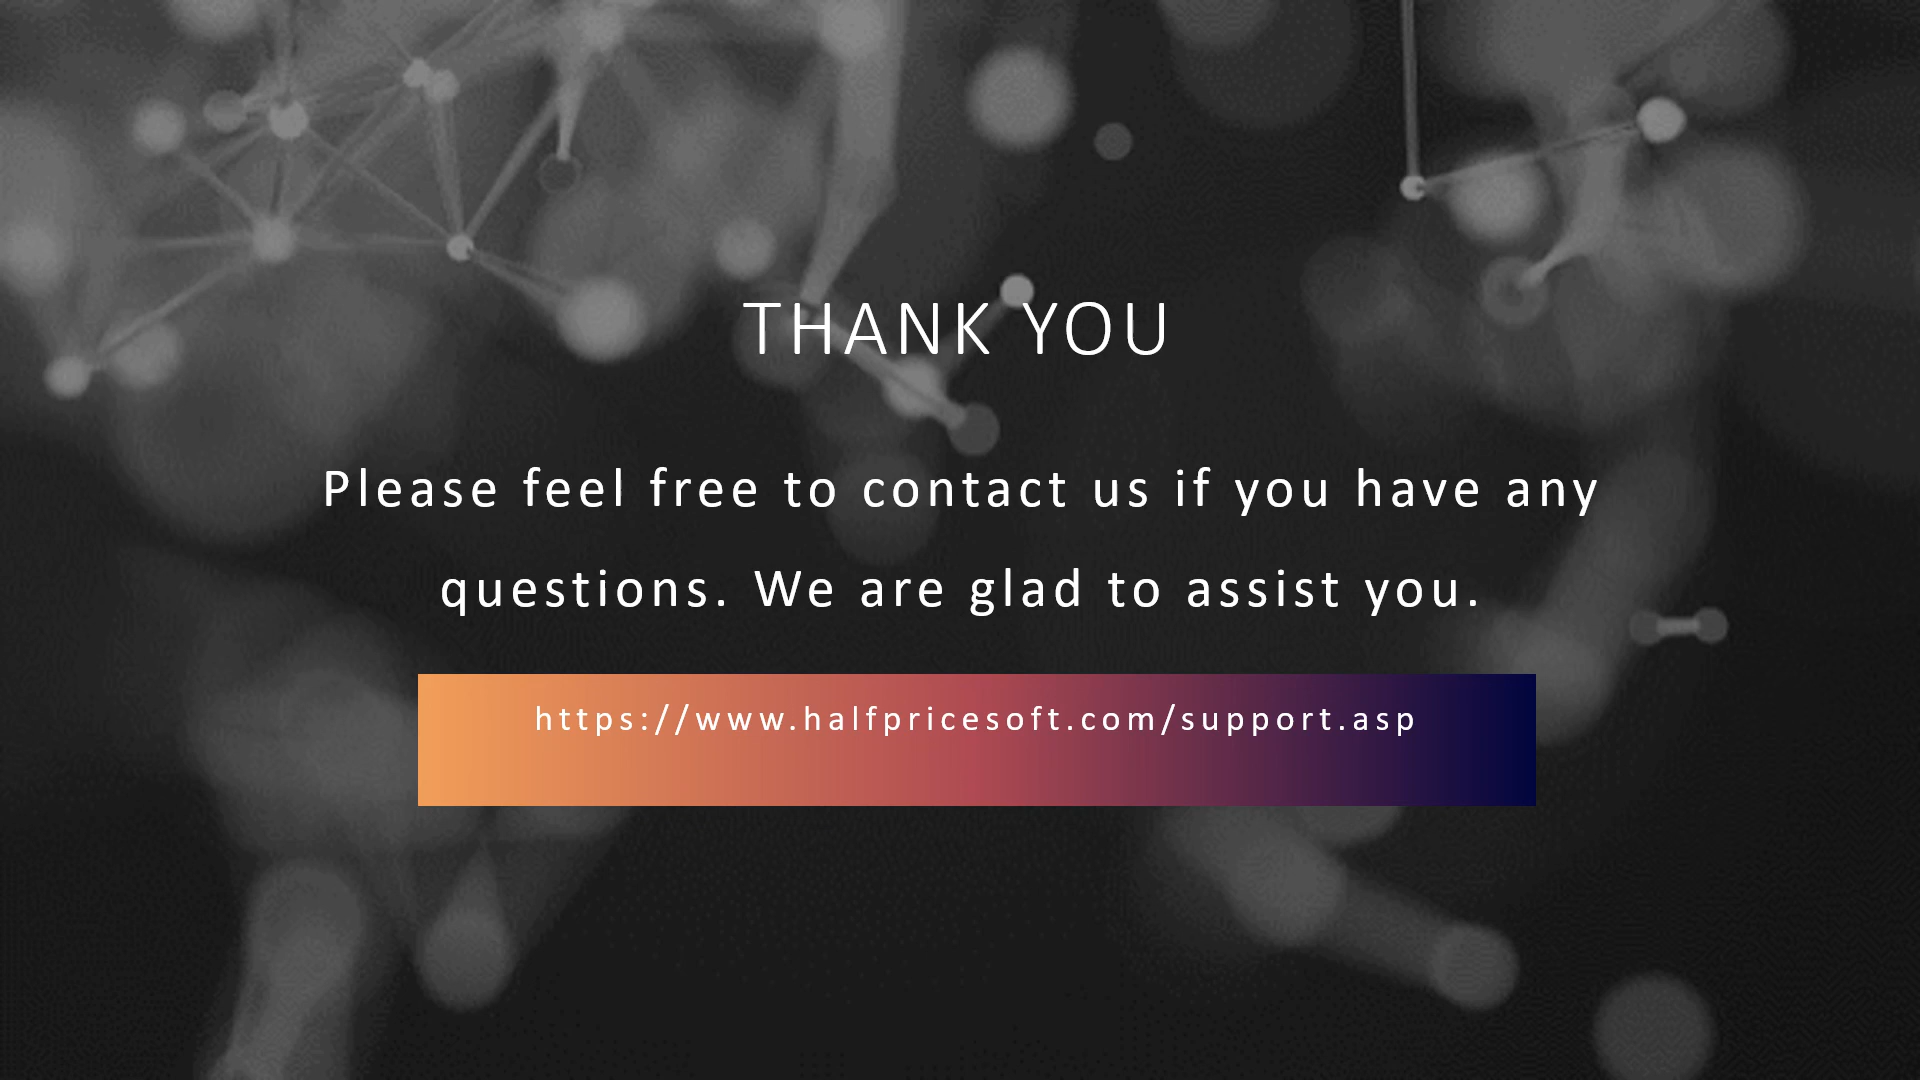 THANK YOU
Please feel free to contact us if you have any
questions. We are glad to assist you.
https://www.halfpricesoft.com/support.asp